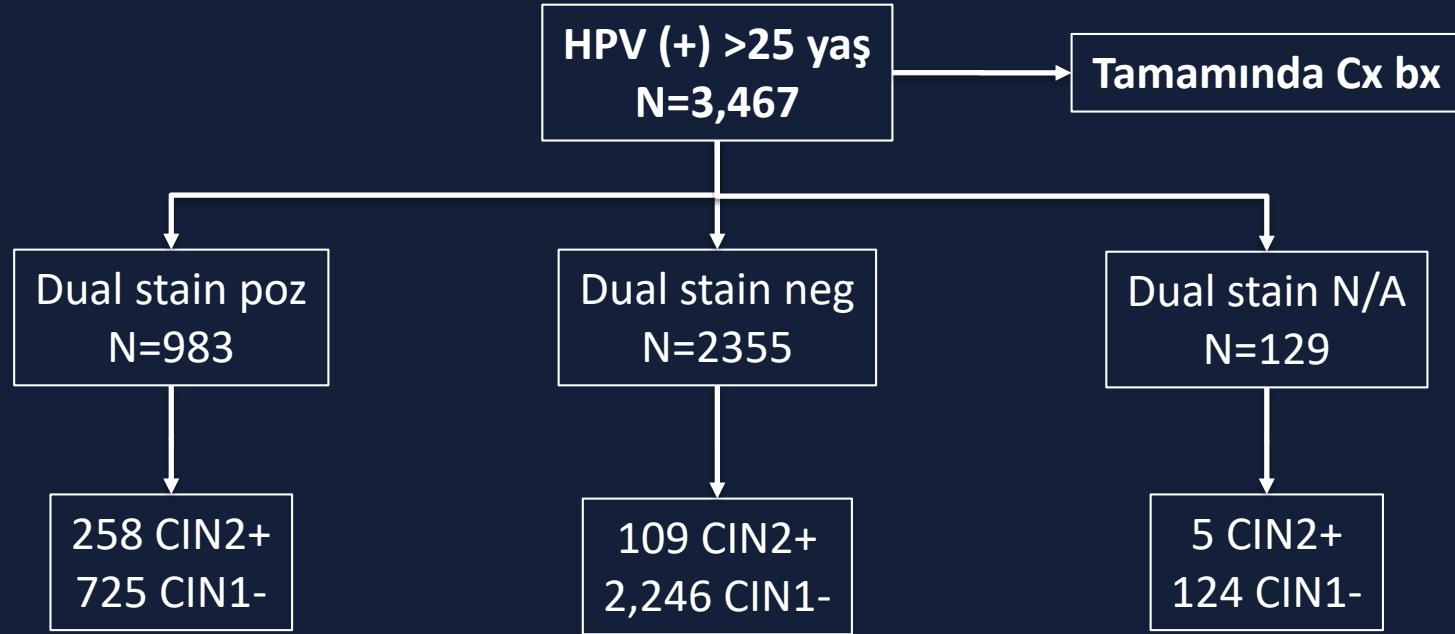 HPV (+) >25 yaş
N=3,467
Tamamında Cx bx
Dual stain poz
N=983
Dual stain neg
N=2355
Dual stain N/A
N=129
258 CIN2+
725 CIN1-
109 CIN2+
2,246 CIN1-
5 CIN2+
124 CIN1-